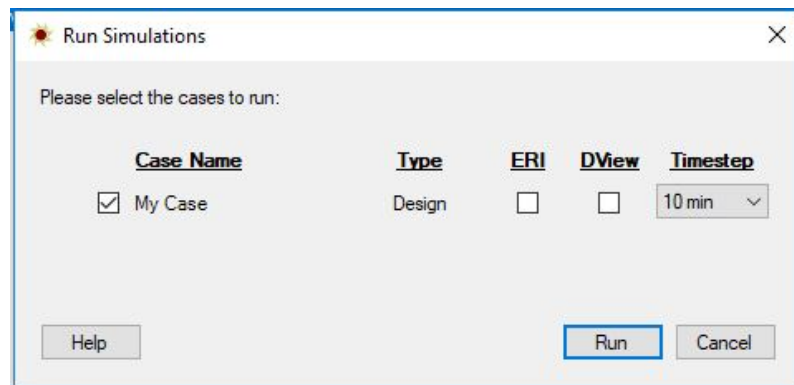 Run Simulations
Please select the cases to run:
Case Name Type ERI DView Timestep
My Case Design 10 min
Help Run Cancel